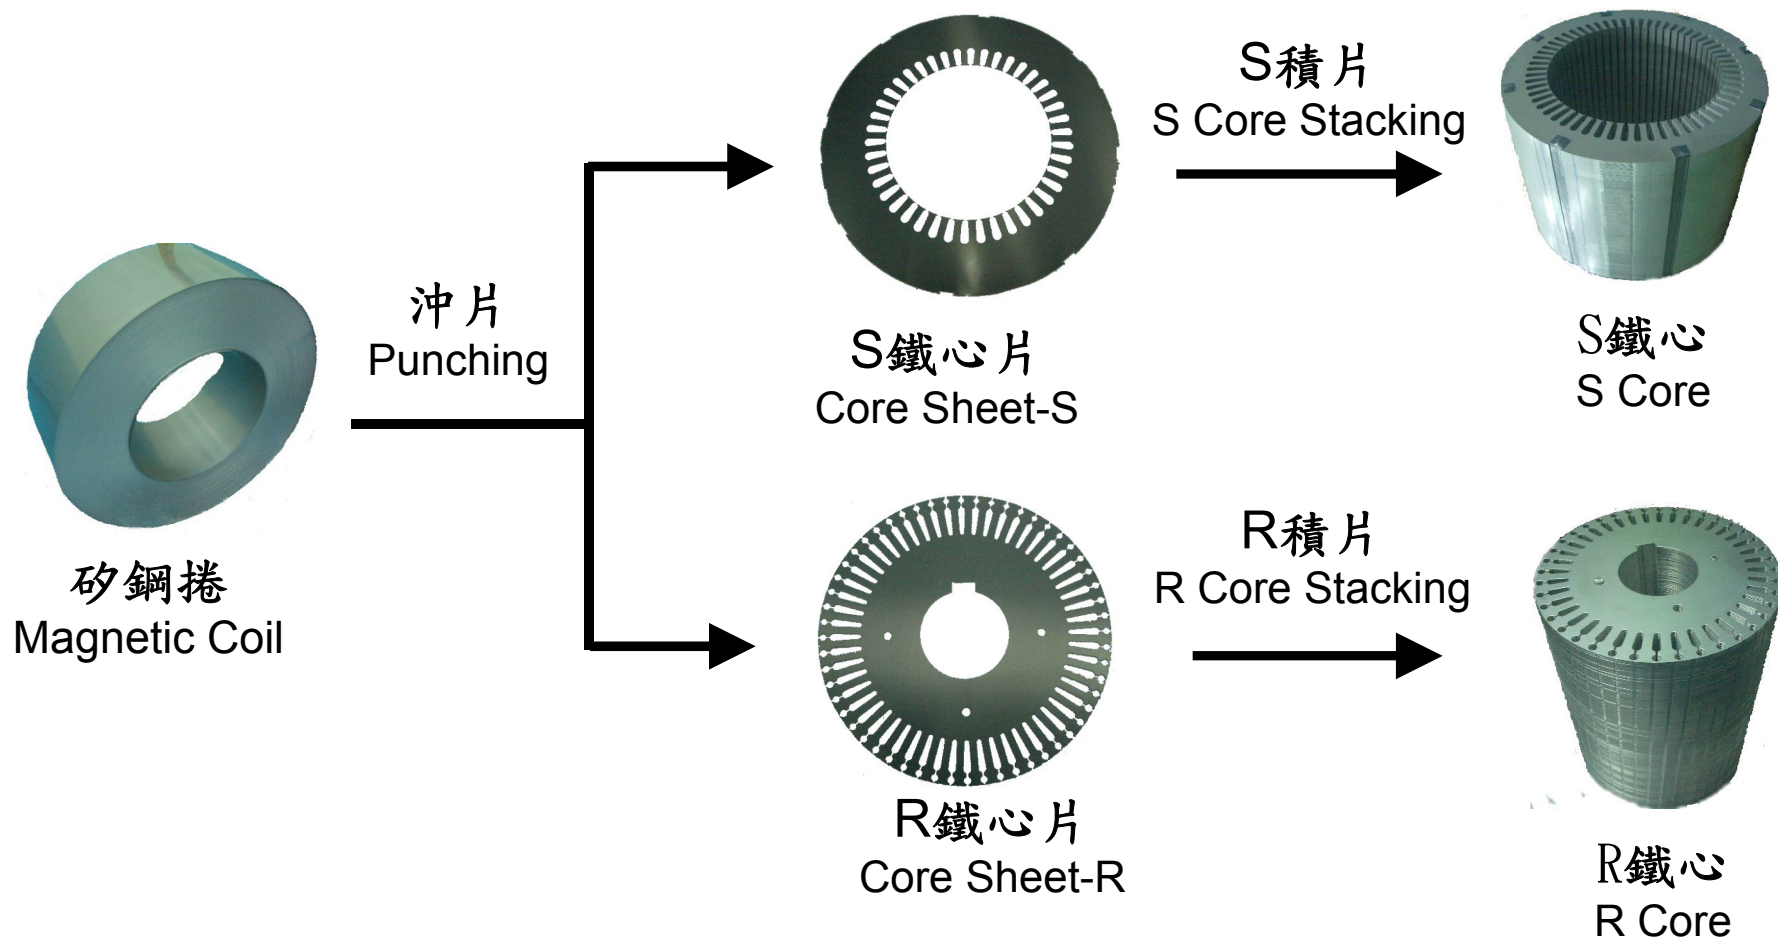 矽鋼捲
Magnetic Coil
沖片
Punching
S鐵心片
Core Sheet-S
S積片
S Core Stacking
S鐵心
S Core
R鐵心片
Core Sheet-R
R積片
R Core Stacking
R鐵心
R Core